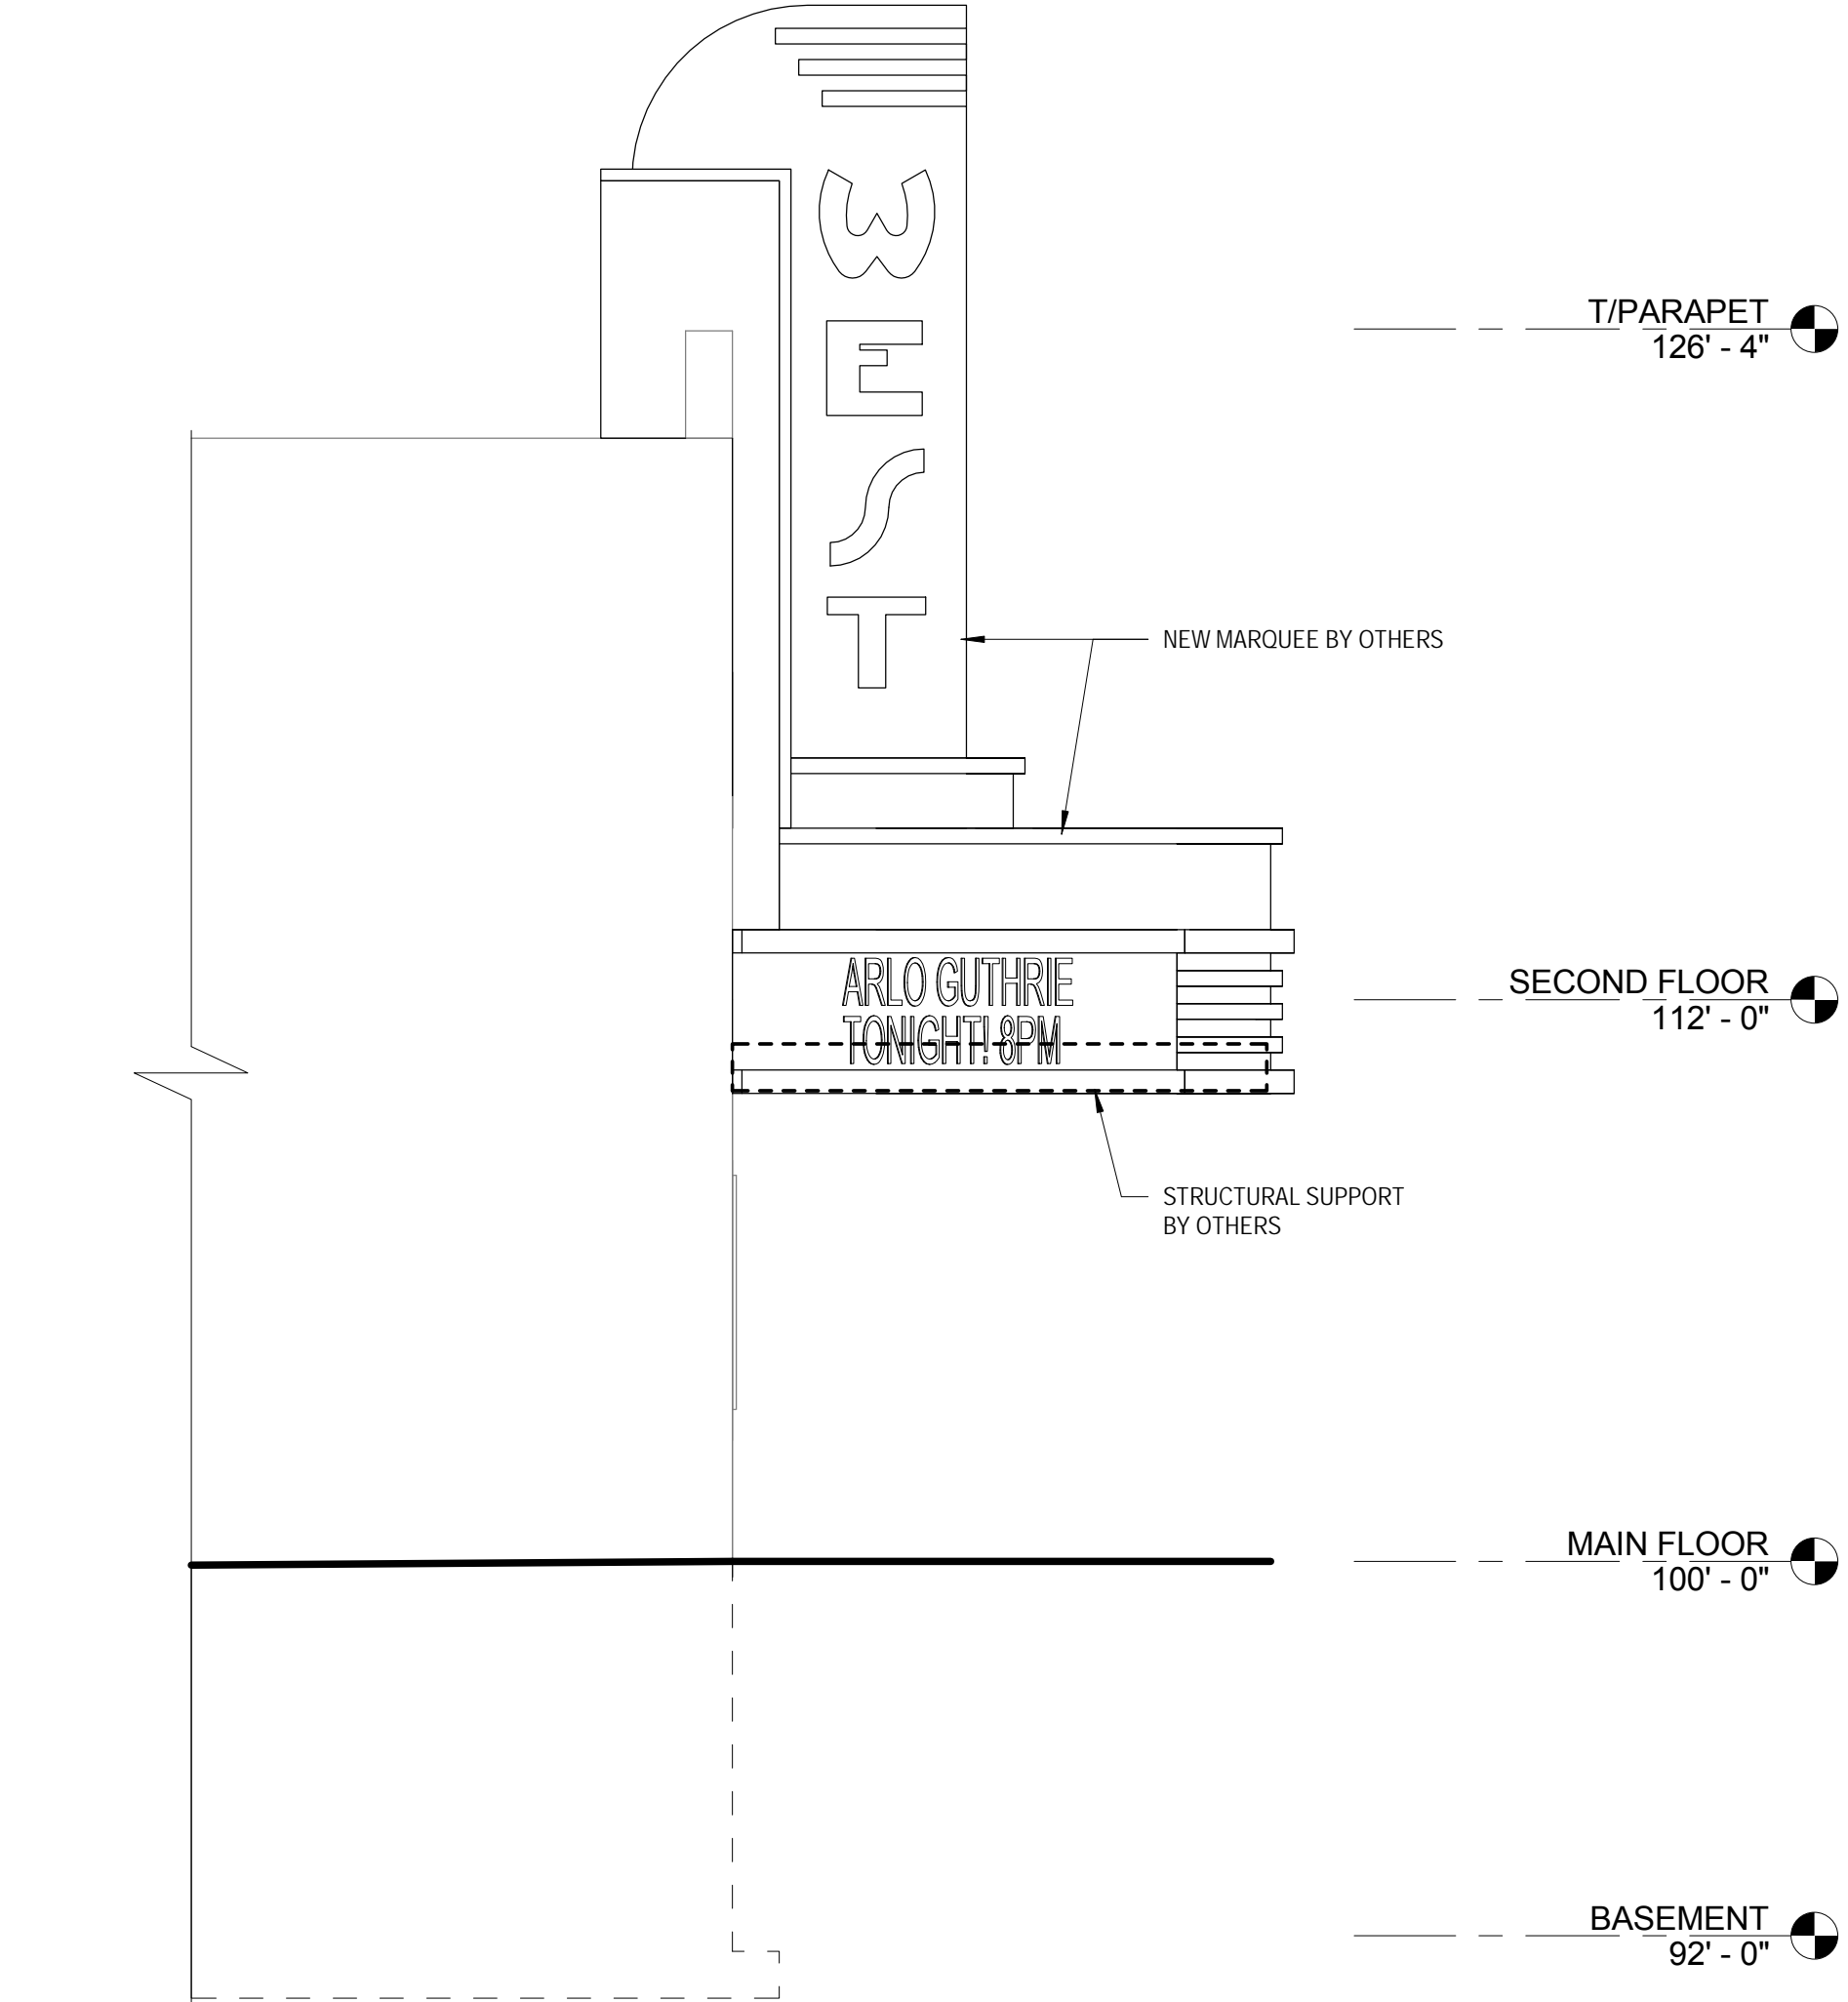 WEST
T/PARAPET
126' - 4"
NEW MARQUEE BY OTHERS
ARLO GUTHRIE
TONIGHT! 8PM
SECOND FLOOR
112' - 0"
STRUCTURAL SUPPORT
BY OTHERS
MAIN FLOOR
100' - 0"
BASEMENT
92' - 0"